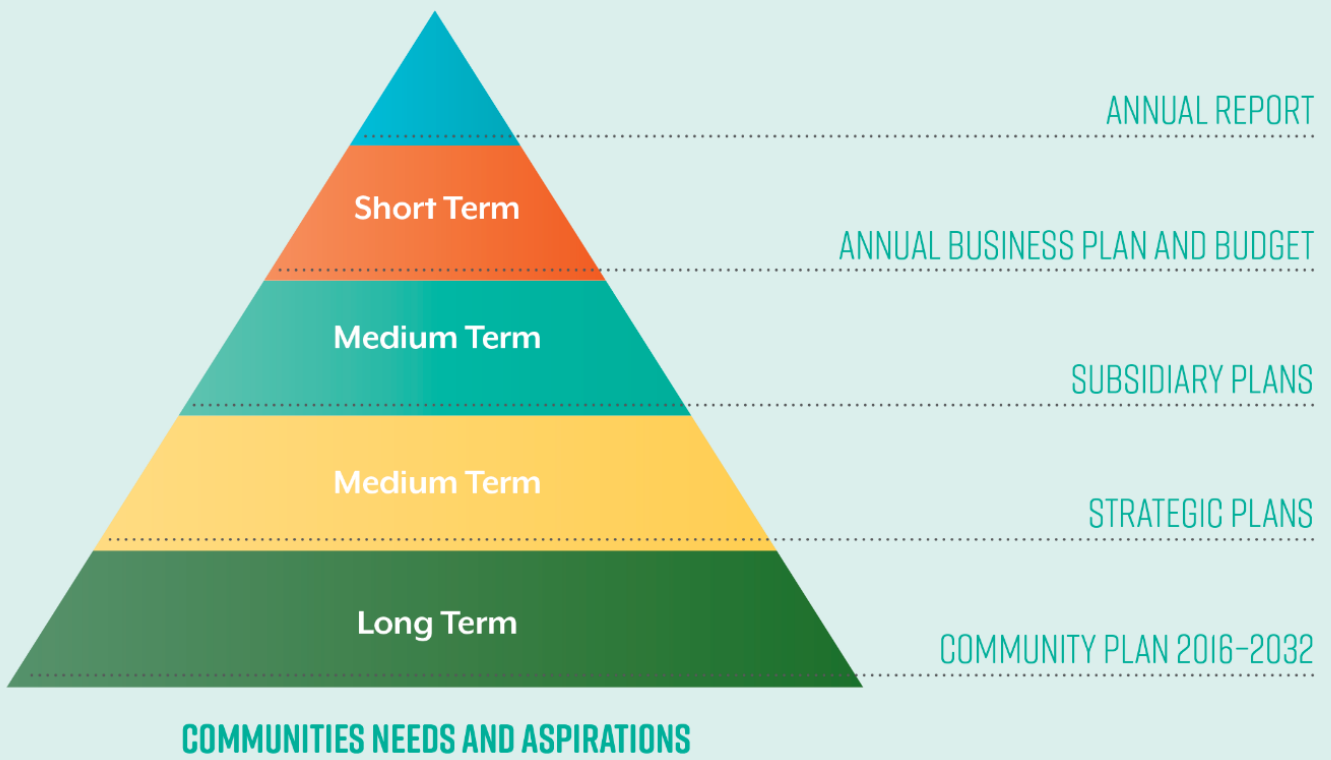 ANNUAL REPORT
Short Term
ANNUAL BUSINESS PLAN AND BUDGET
Medium Term
SUBSIDIARY PLANS
Medium Term
STRATEGIC PLANS
Long Term
COMMUNITY PLAN 2016–2032
COMMUNITIES NEEDS AND ASPIRATIONS